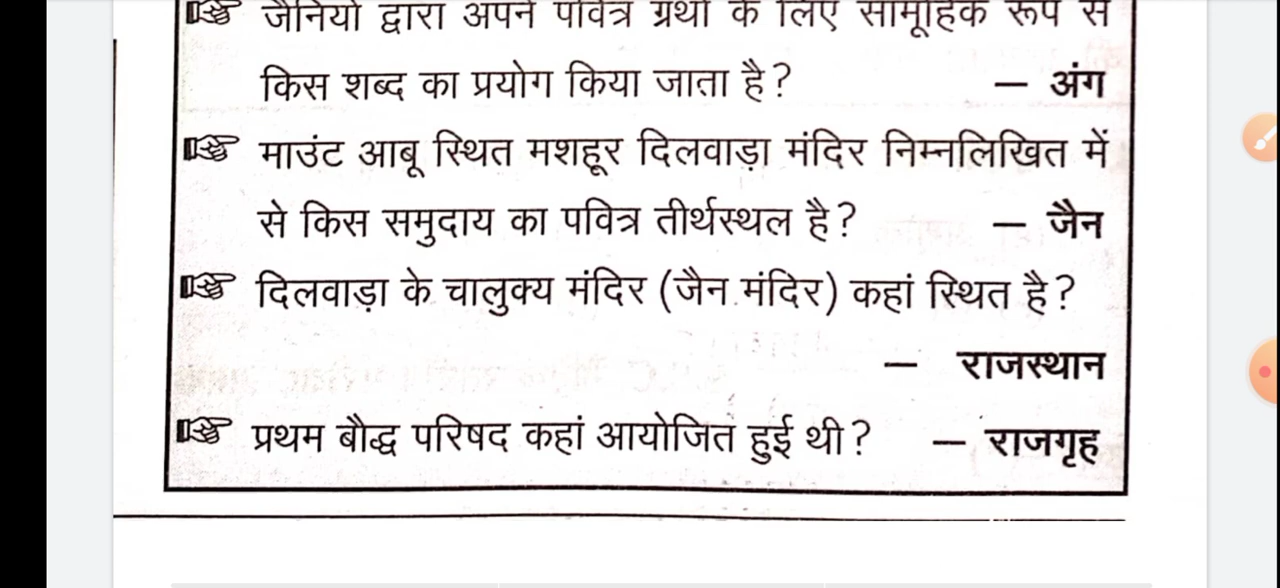 जैनियों द्वारा अपने पवित्र ग्रंथों के लिए सामूहिक रूप से
किस शब्द का प्रयोग किया जाता है? — अंग
माउंट आबू स्थित मशहूर दिलवाड़ा मंदिर निम्नलिखित में
से किस समुदाय का पवित्र तीर्थस्थल है? — जैन
दिलवाड़ा के चालुक्य मंदिर (जैन मंदिर) कहां स्थित है?
— राजस्थान
प्रथम बौद्ध परिषद कहां आयोजित हुई थी? — राजगृह